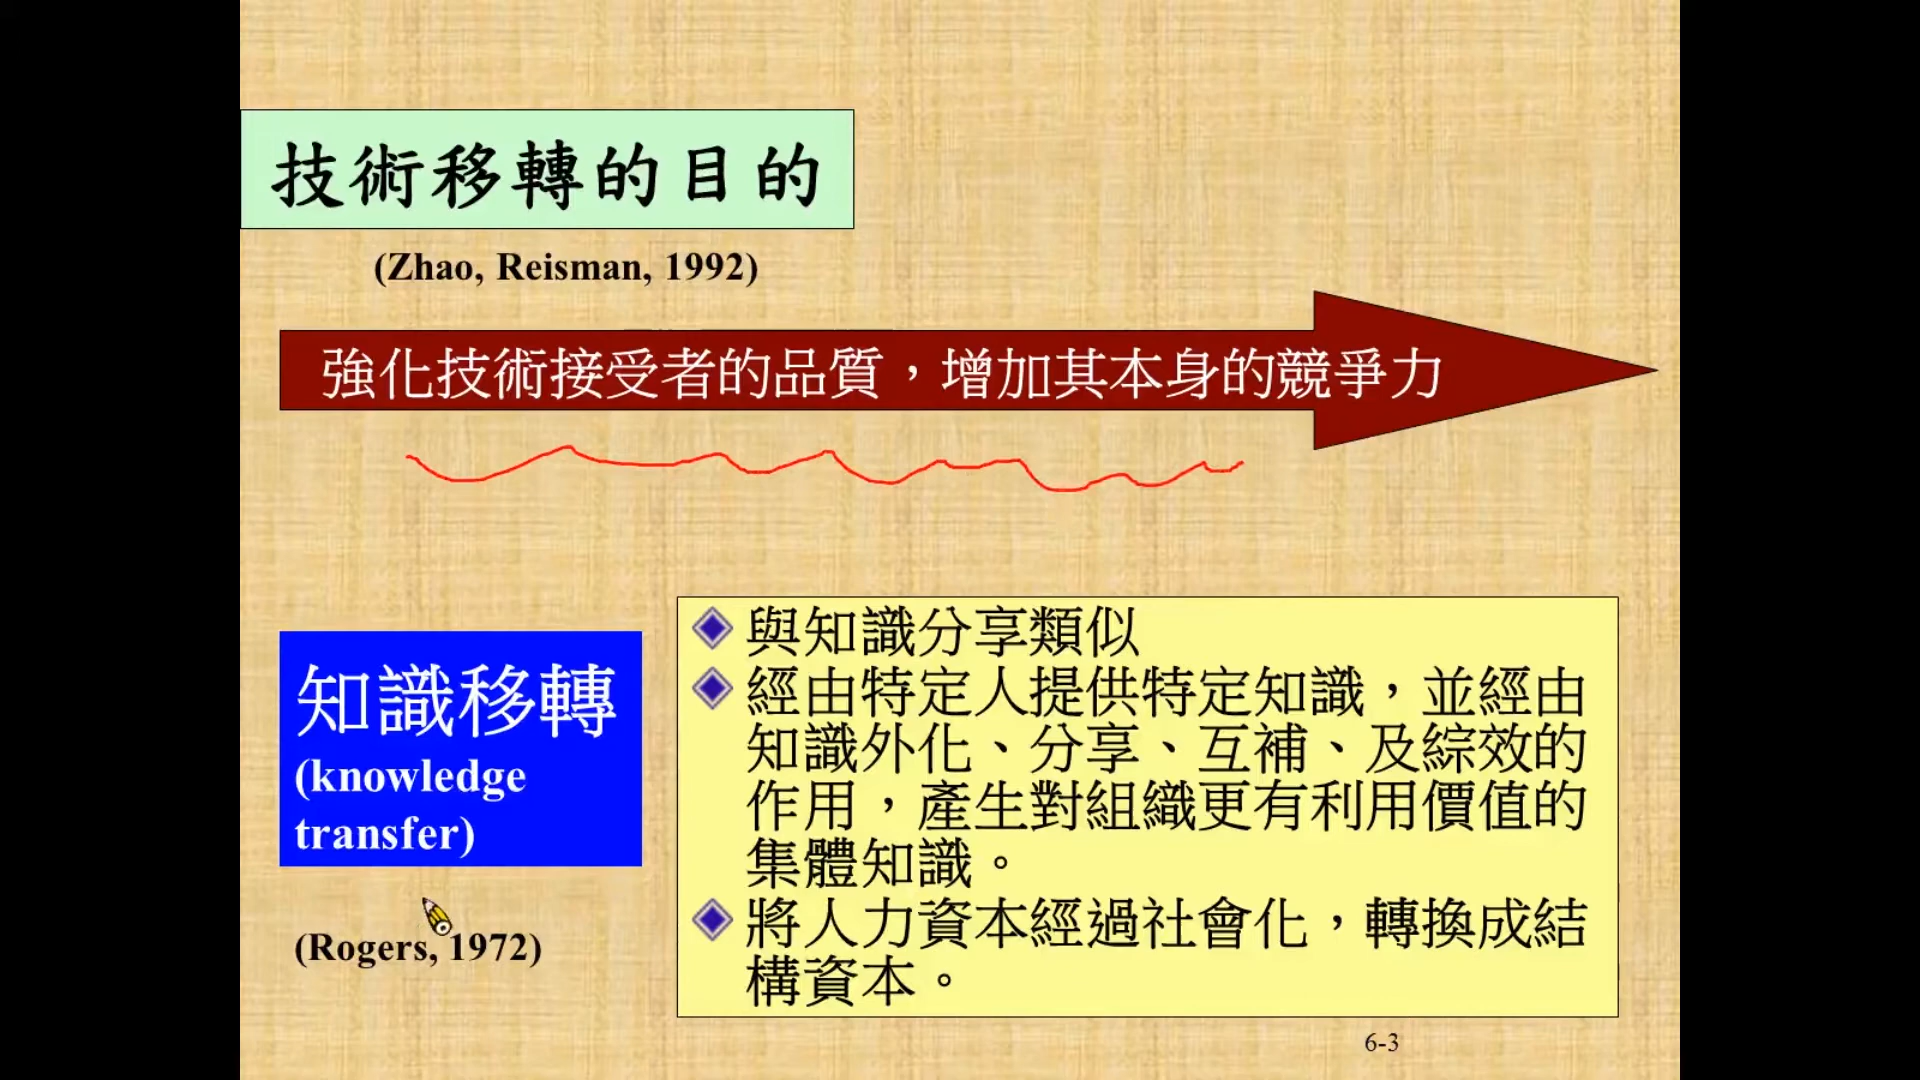 技術移轉的目的
(Zhao, Reisman, 1992)
強化技術接受者的品質，增加其本身的競爭力
知識移轉
(knowledge
transfer)
(Rogers, 1972)
與知識分享類似
經由特定人提供特定知識，並經由
知識外化、分享、互補、及綜效的
作用，產生對組織更有利用價值的
集體知識。
將人力資本經過社會化，轉換成結
構資本。
6-3